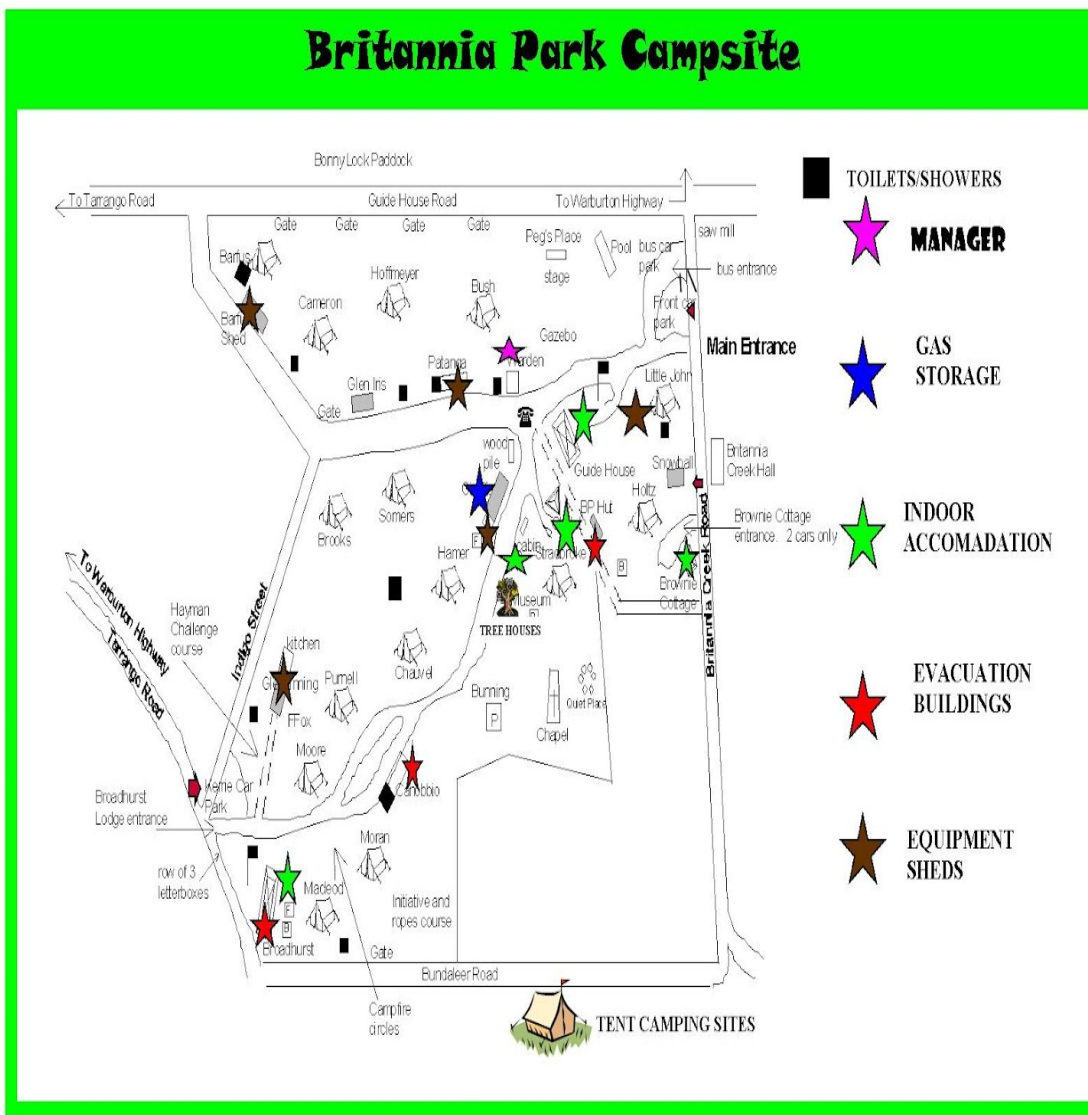 Britannia Park Campsite
Bonny Lock Paddock
To Tarrango Road
Guide House Road
To Warburton Highway
TOILETS/SHOWERS
MANAGER
GAS
STORAGE
INDOOR
ACCOMADATION
EVACUATION
BUILDINGS
EQUIPMENT
SHEDS
Gate
Gate
Gate
Gate
Peg's Place
stage
Pool
bus car
park
saw mill
bus entrance
Front car
park
Main Entrance
Barfus
Shed
Cameron
Hoffmeyer
Bush
Gazebo
Patanga
Glen Iris
Gate
Little John
wood
pile
Guide House
Snowball
Britannia
Creek Hall
Holtz
BP Hut
Brownie Cottage
entrance. 2 cars only
Brownie
Cottage
B
Britannia Creek Road
Somers
Brooks
Hamer
cabin
Stradbroke
Museum
TREE HOUSES
To Warburton Highway
Tarrango Road
Hayman
Challenge
course
Indigo Street
kitchen
Purnell
Chauvel
FFox
Bunning
P
Chapel
Quiet Place
Moore
Kerrie Car
Park
Broadhurst
Lodge entrance
row of 3
letterboxes
Moran
Macleod
Initiative and
ropes course
E
B
Broadhurst
Gate
Bundaleer Road
Campfire
circles
TENT CAMPING SITES